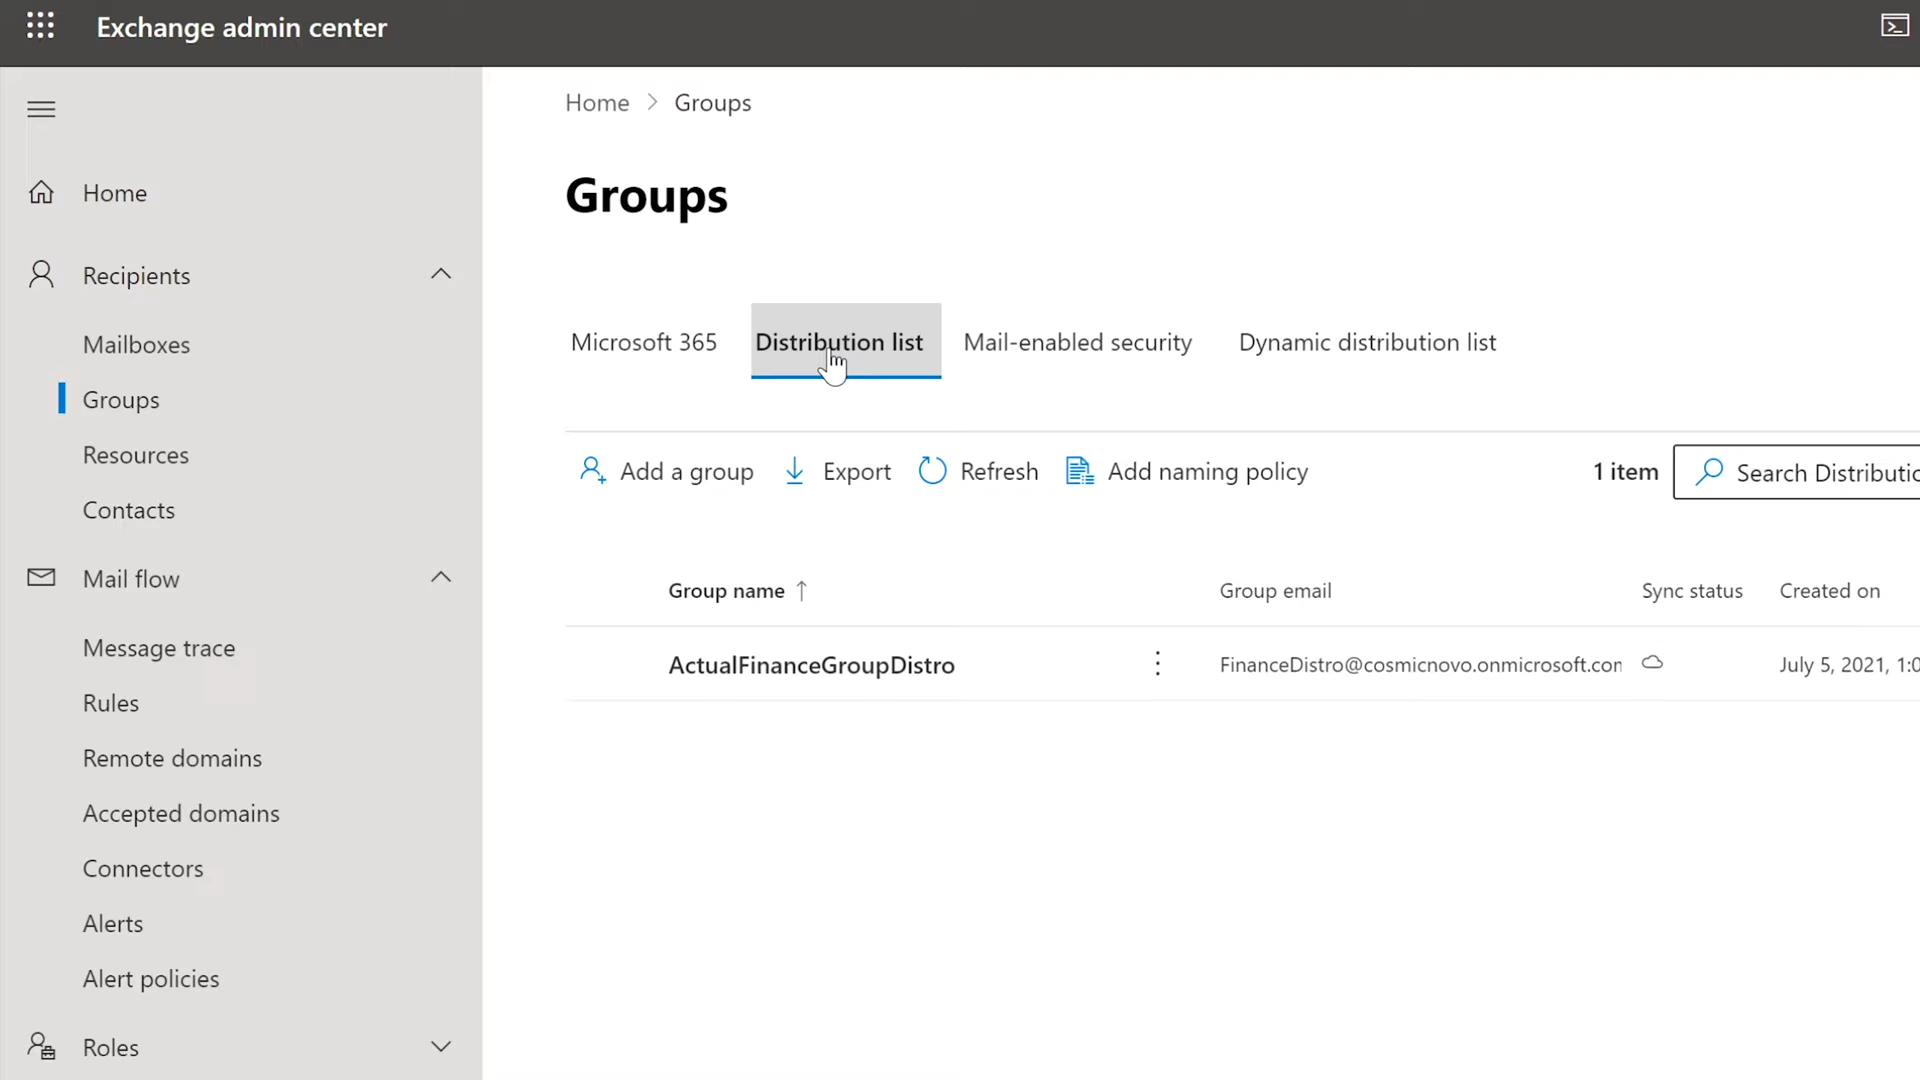 Exchange admin center
Home > Groups
Groups
Home
Recipients
Mailboxes
Groups
Resources
Contacts
Mail flow
Message trace
Rules
Remote domains
Accepted domains
Connectors
Alerts
Alert policies
Roles
Microsoft 365 Distribution list Mail-enabled security Dynamic distribution list
Add a group Export Refresh Add naming policy 1 item Search Distributio
Group name ↑ Group email Sync status Created on
ActualFinanceGroupDistro FinanceDistro@cosmicnovo.onmicrosoft.con July 5, 2021, 1:0